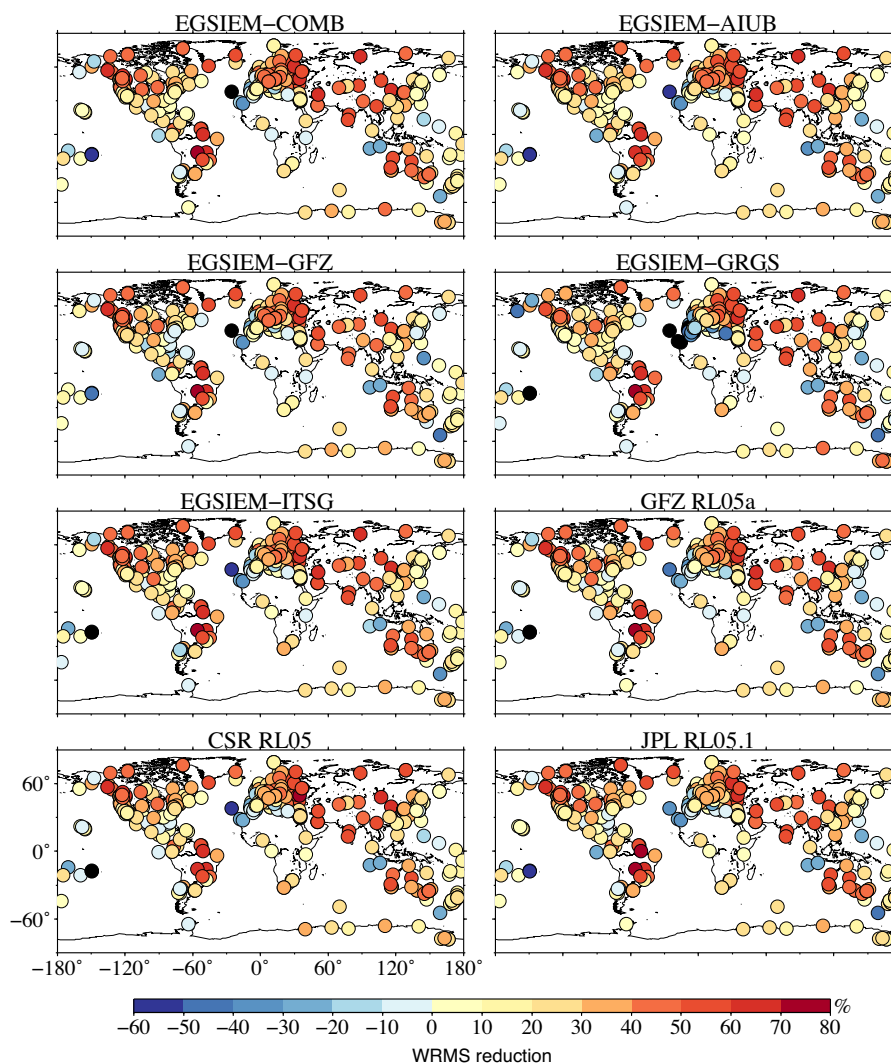 EGSIEM−COMB EGSIEM−AIUB
EGSIEM−GFZ EGSIEM−GRGS
EGSIEM−ITSG GFZ RL05a
CSR RL05 JPL RL05.1
60°
0°
−60°
−180 −120 −60° 0° 60° 120° 180°
%
−60 −50 −40 −30 −20 −10 0 10 20 30 40 50 60 70 80
WRMS reduction